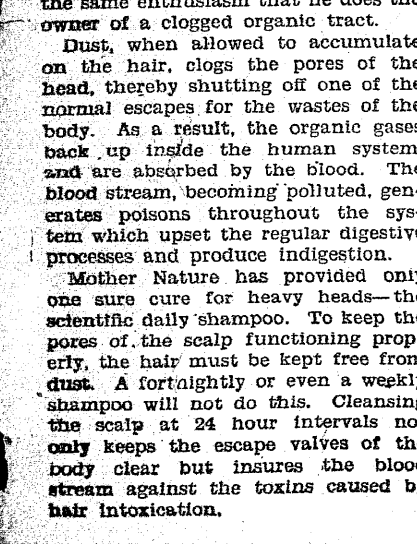 the same enthusiasm that he does the
owner of a clogged organic tract.
Dust, when allowed to accumulate
on the hair, clogs the pores of the
head, thereby shutting off one of the
normal escapes for the wastes of the
body. As a result, the organic gases
back up inside the human system
and are absorbed by the blood. The
blood stream, becoming polluted, gen-
erates poisons throughout the sys-
tem which upset the regular digestive
processes and produce indigestion.
Mother Nature has provided only
one sure cure for heavy heads—the
scientific daily shampoo. To keep the
pores of the scalp functioning prop-
erly, the hair must be kept free from
dust. A fortnightly or even a weekly
shampoo will not do this. Cleansing
the scalp at 24 hour intervals not
only keeps the escape valves of the
body clear but insures the blood
stream against the toxins caused by
hair intoxication.